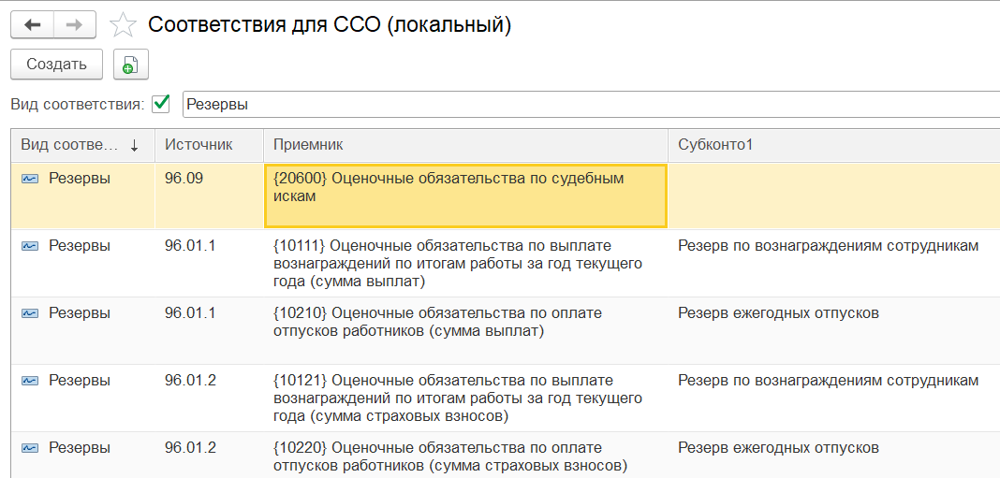 Соответствия для ССО (локальный)
Создать
Вид соответствия: Резервы
Вид соотве... ↓ Источник Приемник Субконто1
Резервы 96.09 {20600} Оценочные обязательства по судебным
искам
Резервы 96.01.1 {10111} Оценочные обязательства по выплате Резерв по вознаграждениям сотрудникам
вознаграждений по итогам работы за год текущего
года (сумма выплат)
Резервы 96.01.1 {10210} Оценочные обязательства по оплате Резерв ежегодных отпусков
отпусков работников (сумма выплат)
Резервы 96.01.2 {10121} Оценочные обязательства по выплате Резерв по вознаграждениям сотрудникам
вознаграждений по итогам работы за год текущего
года (сумма страховых взносов)
Резервы 96.01.2 {10220} Оценочные обязательства по оплате Резерв ежегодных отпусков
отпусков работников (сумма страховых взносов)